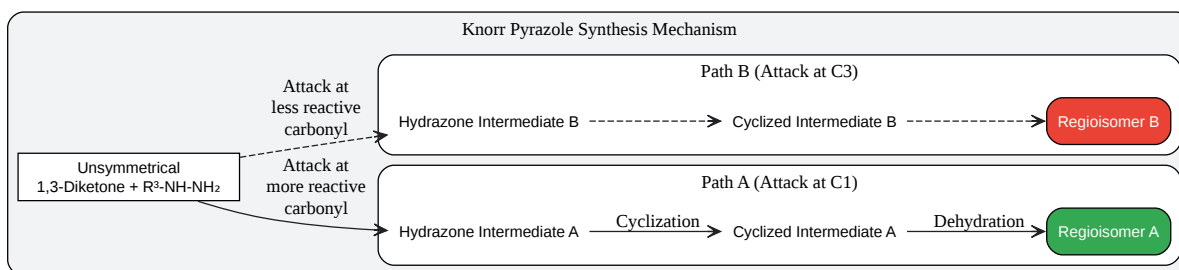 Knorr Pyrazole Synthesis Mechanism
Path B (Attack at C3)
Attack at
less reactive
carbonyl
Hydrazone Intermediate B
Cyclized Intermediate B
Regioisomer B
Unsymmetrical
1,3-Diketone + R³-NH-NH₂
Attack at
more reactive
carbonyl
Path A (Attack at C1)
Hydrazone Intermediate A
Cyclization
Cyclized Intermediate A
Dehydration
Regioisomer A